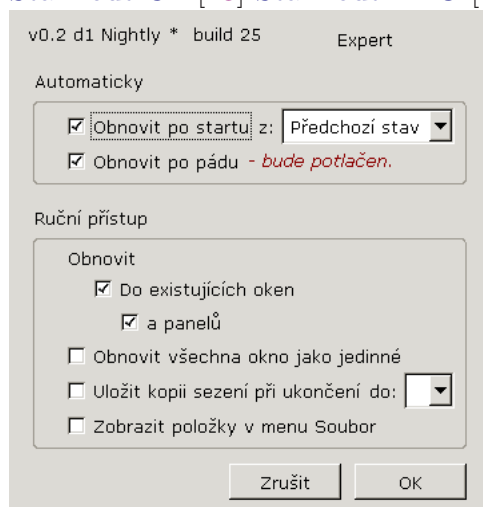 v0.2 d1 Nightly * build 25 Expert
Automaticky
Obnovit po startu z: Předchozí stav
Obnovit po pádu - bude potlačen.
Ruční přístup
Obnovit
Do existujících oken
a panelů
Obnovit všechna okno jako jedinné
Uložit kopii sezení při ukončení do:
Zobrazit položky v menu Soubor
Zrušit OK